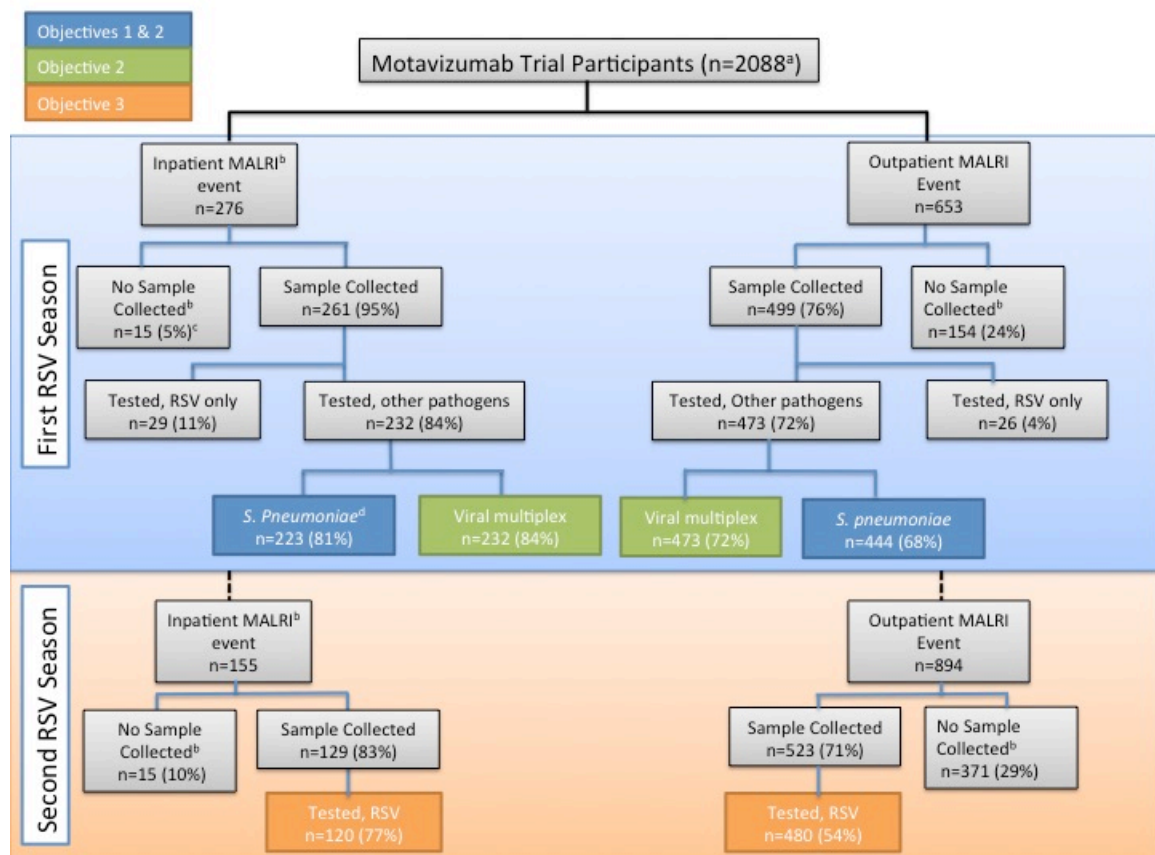 Objectives 1 & 2
Objective 2
Objective 3
Motavizumab Trial Participants (n=2088ᵃ)
First RSV Season
Inpatient MALRIᵇ
event
n=276
Outpatient MALRI
Event
n=653
No Sample
Collectedᵇ
n=15 (5%)ᶜ
Sample Collected
n=261 (95%)
Sample Collected
n=499 (76%)
No Sample
Collectedᵇ
n=154 (24%)
Tested, RSV only
n=29 (11%)
Tested, other pathogens
n=232 (84%)
Tested, Other pathogens
n=473 (72%)
Tested, RSV only
n=26 (4%)
S. Pneumoniaeᵈ
n=223 (81%)
Viral multiplex
n=232 (84%)
Viral multiplex
n=473 (72%)
S. pneumoniae
n=444 (68%)
Second RSV Season
Inpatient MALRIᵇ
event
n=155
Outpatient MALRI
Event
n=894
No Sample
Collectedᵇ
n=15 (10%)
Sample Collected
n=129 (83%)
Sample Collected
n=523 (71%)
No Sample
Collectedᵇ
n=371 (29%)
Tested, RSV
n=120 (77%)
Tested, RSV
n=480 (54%)